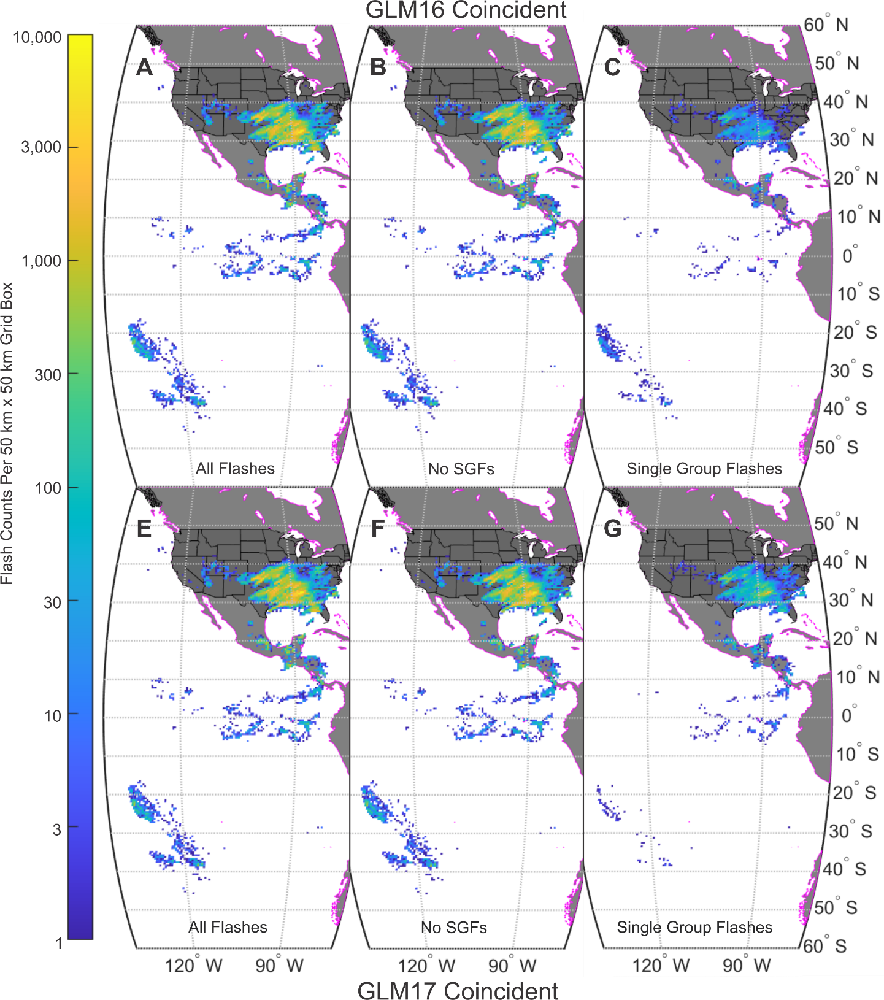 GLM16 Coincident
10,000
3,000
1,000
300
100
30
10
3
1
Flash Counts Per 50 km x 50 km Grid Box
A
B
C
60° N
50° N
40° N
30° N
20° N
10° N
0°
10° S
20° S
30° S
40° S
50° S
All Flashes
No SGFs
Single Group Flashes
E
F
G
50° N
40° N
30° N
20° N
10° N
0°
10° S
20° S
30° S
40° S
50° S
60° S
All Flashes
No SGFs
Single Group Flashes
120° W 90° W 120° W 90° W 120° W 90° W
GLM17 Coincident